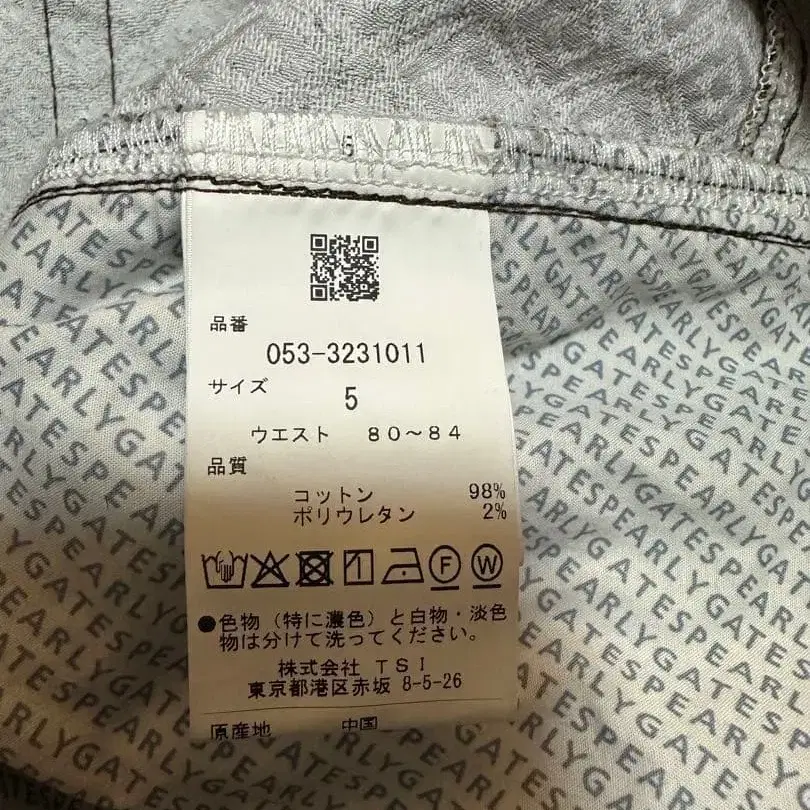 5
品番
053-3231011
サイズ
5
ウエスト 80〜84
品質
コットン 98%
ポリウレタン 2%
F W
●色物(特に濃色)と白物・淡色
物は分けて洗ってください。
株式会社 TSI
東京都港区赤坂 8-5-26
原産地 中国
PEARLYGATES